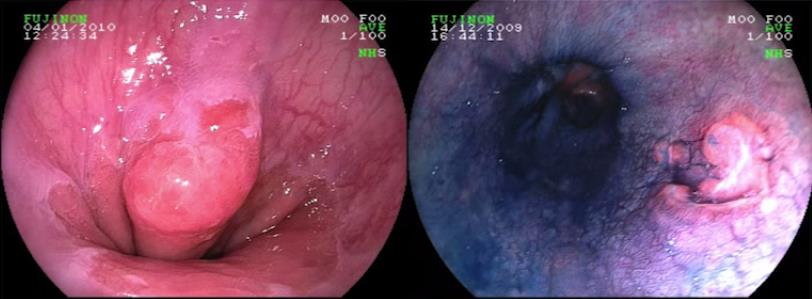 FUJINON
04/01/2010
12:24:34
MOO FOO
AVE
1/100
NHS
FUJINON
14/12/2009
16:44:11
MOO FOO
AVE
1/100
NHS